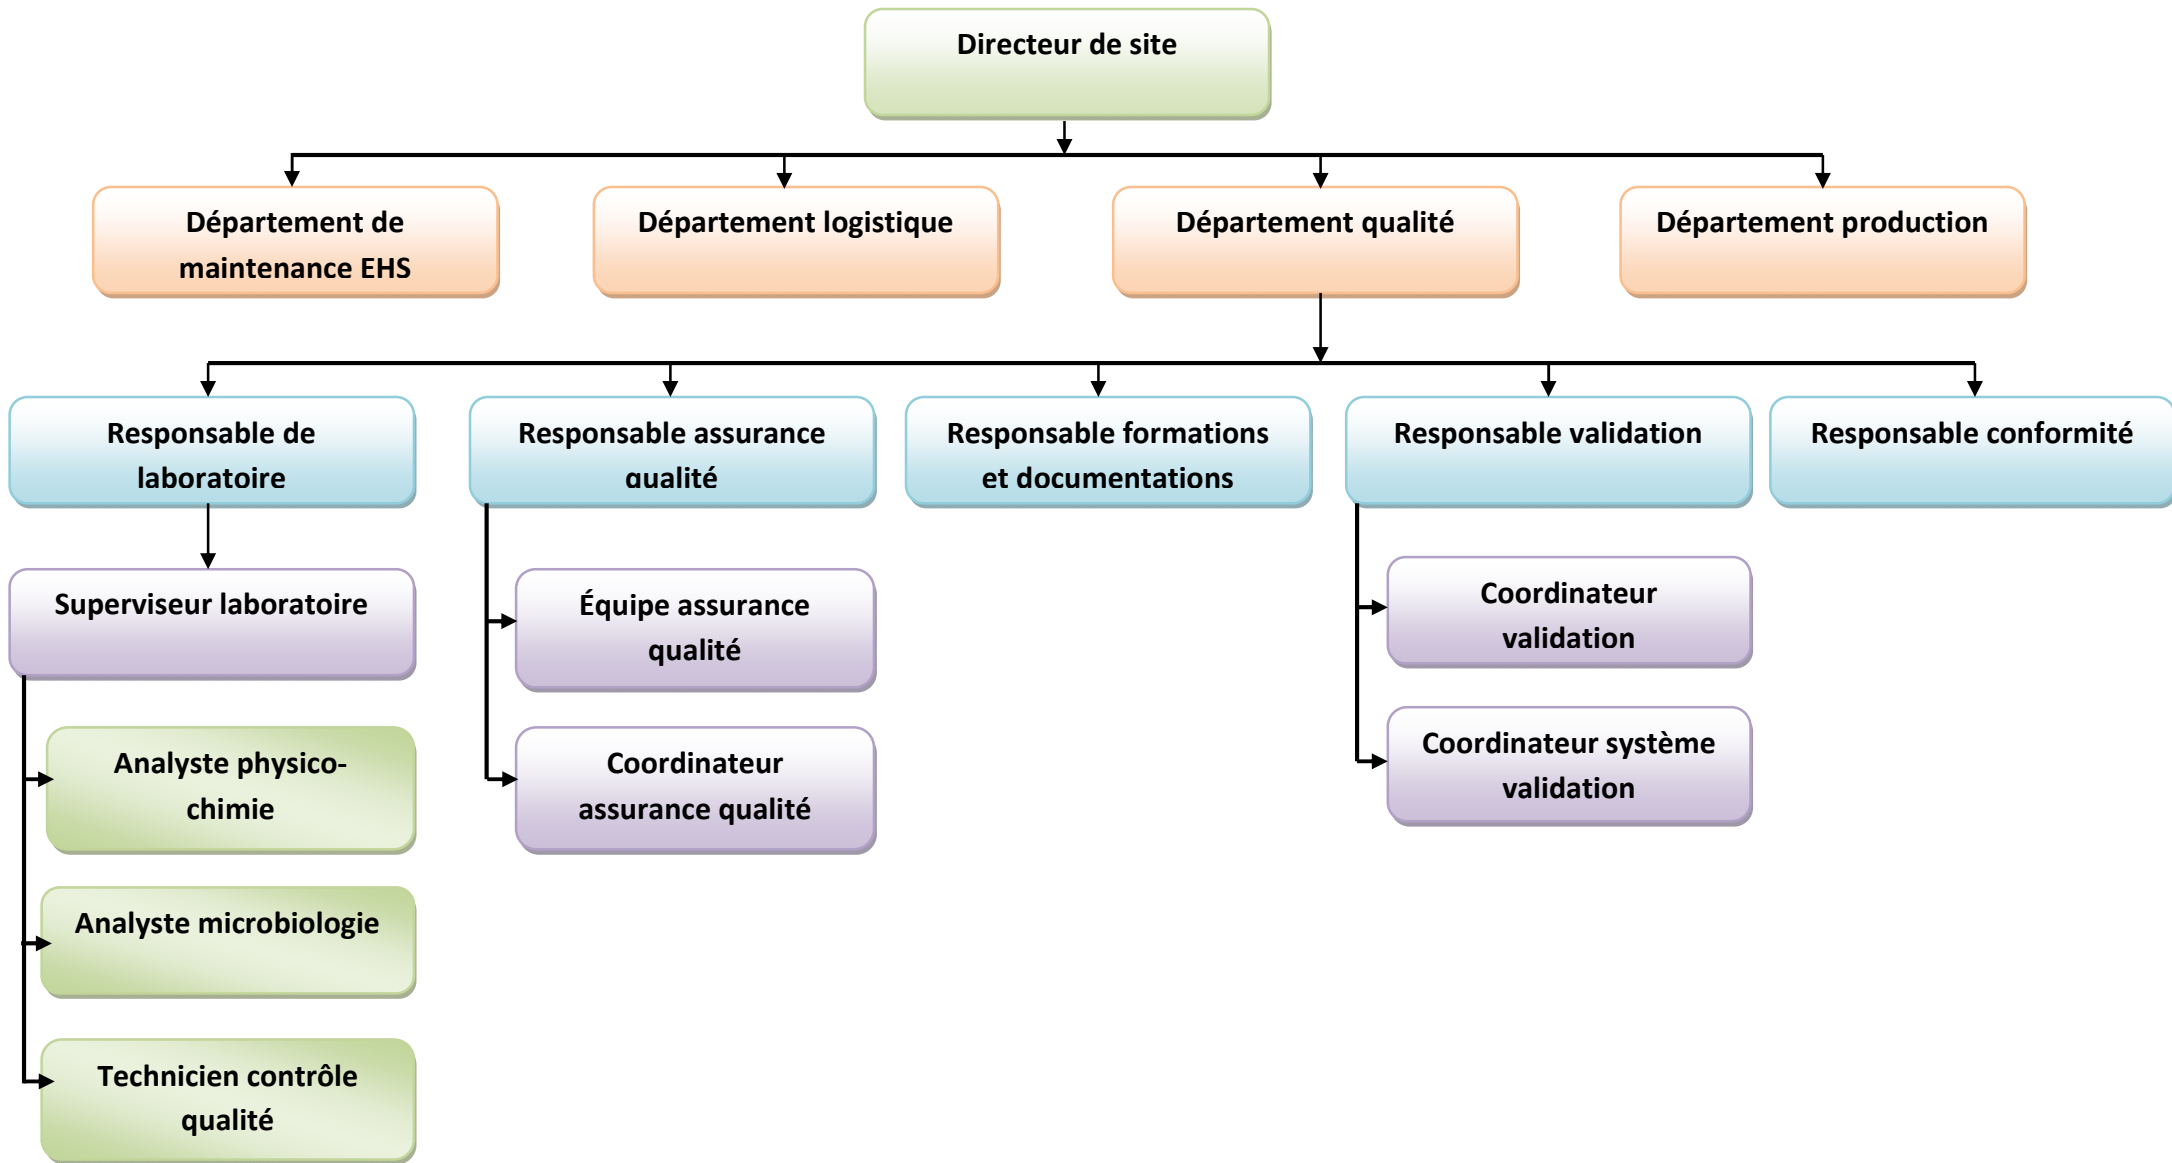 Directeur de site
Département de
maintenance EHS
Département logistique
Département qualité
Département production
Responsable de
laboratoire
Responsable assurance
qualité
Responsable formations
et documentations
Responsable validation
Responsable conformité
Superviseur laboratoire
Équipe assurance
qualité
Coordinateur
validation
Analyste physico-
chimie
Coordinateur
assurance qualité
Coordinateur système
validation
Analyste microbiologie
Technicien contrôle
qualité